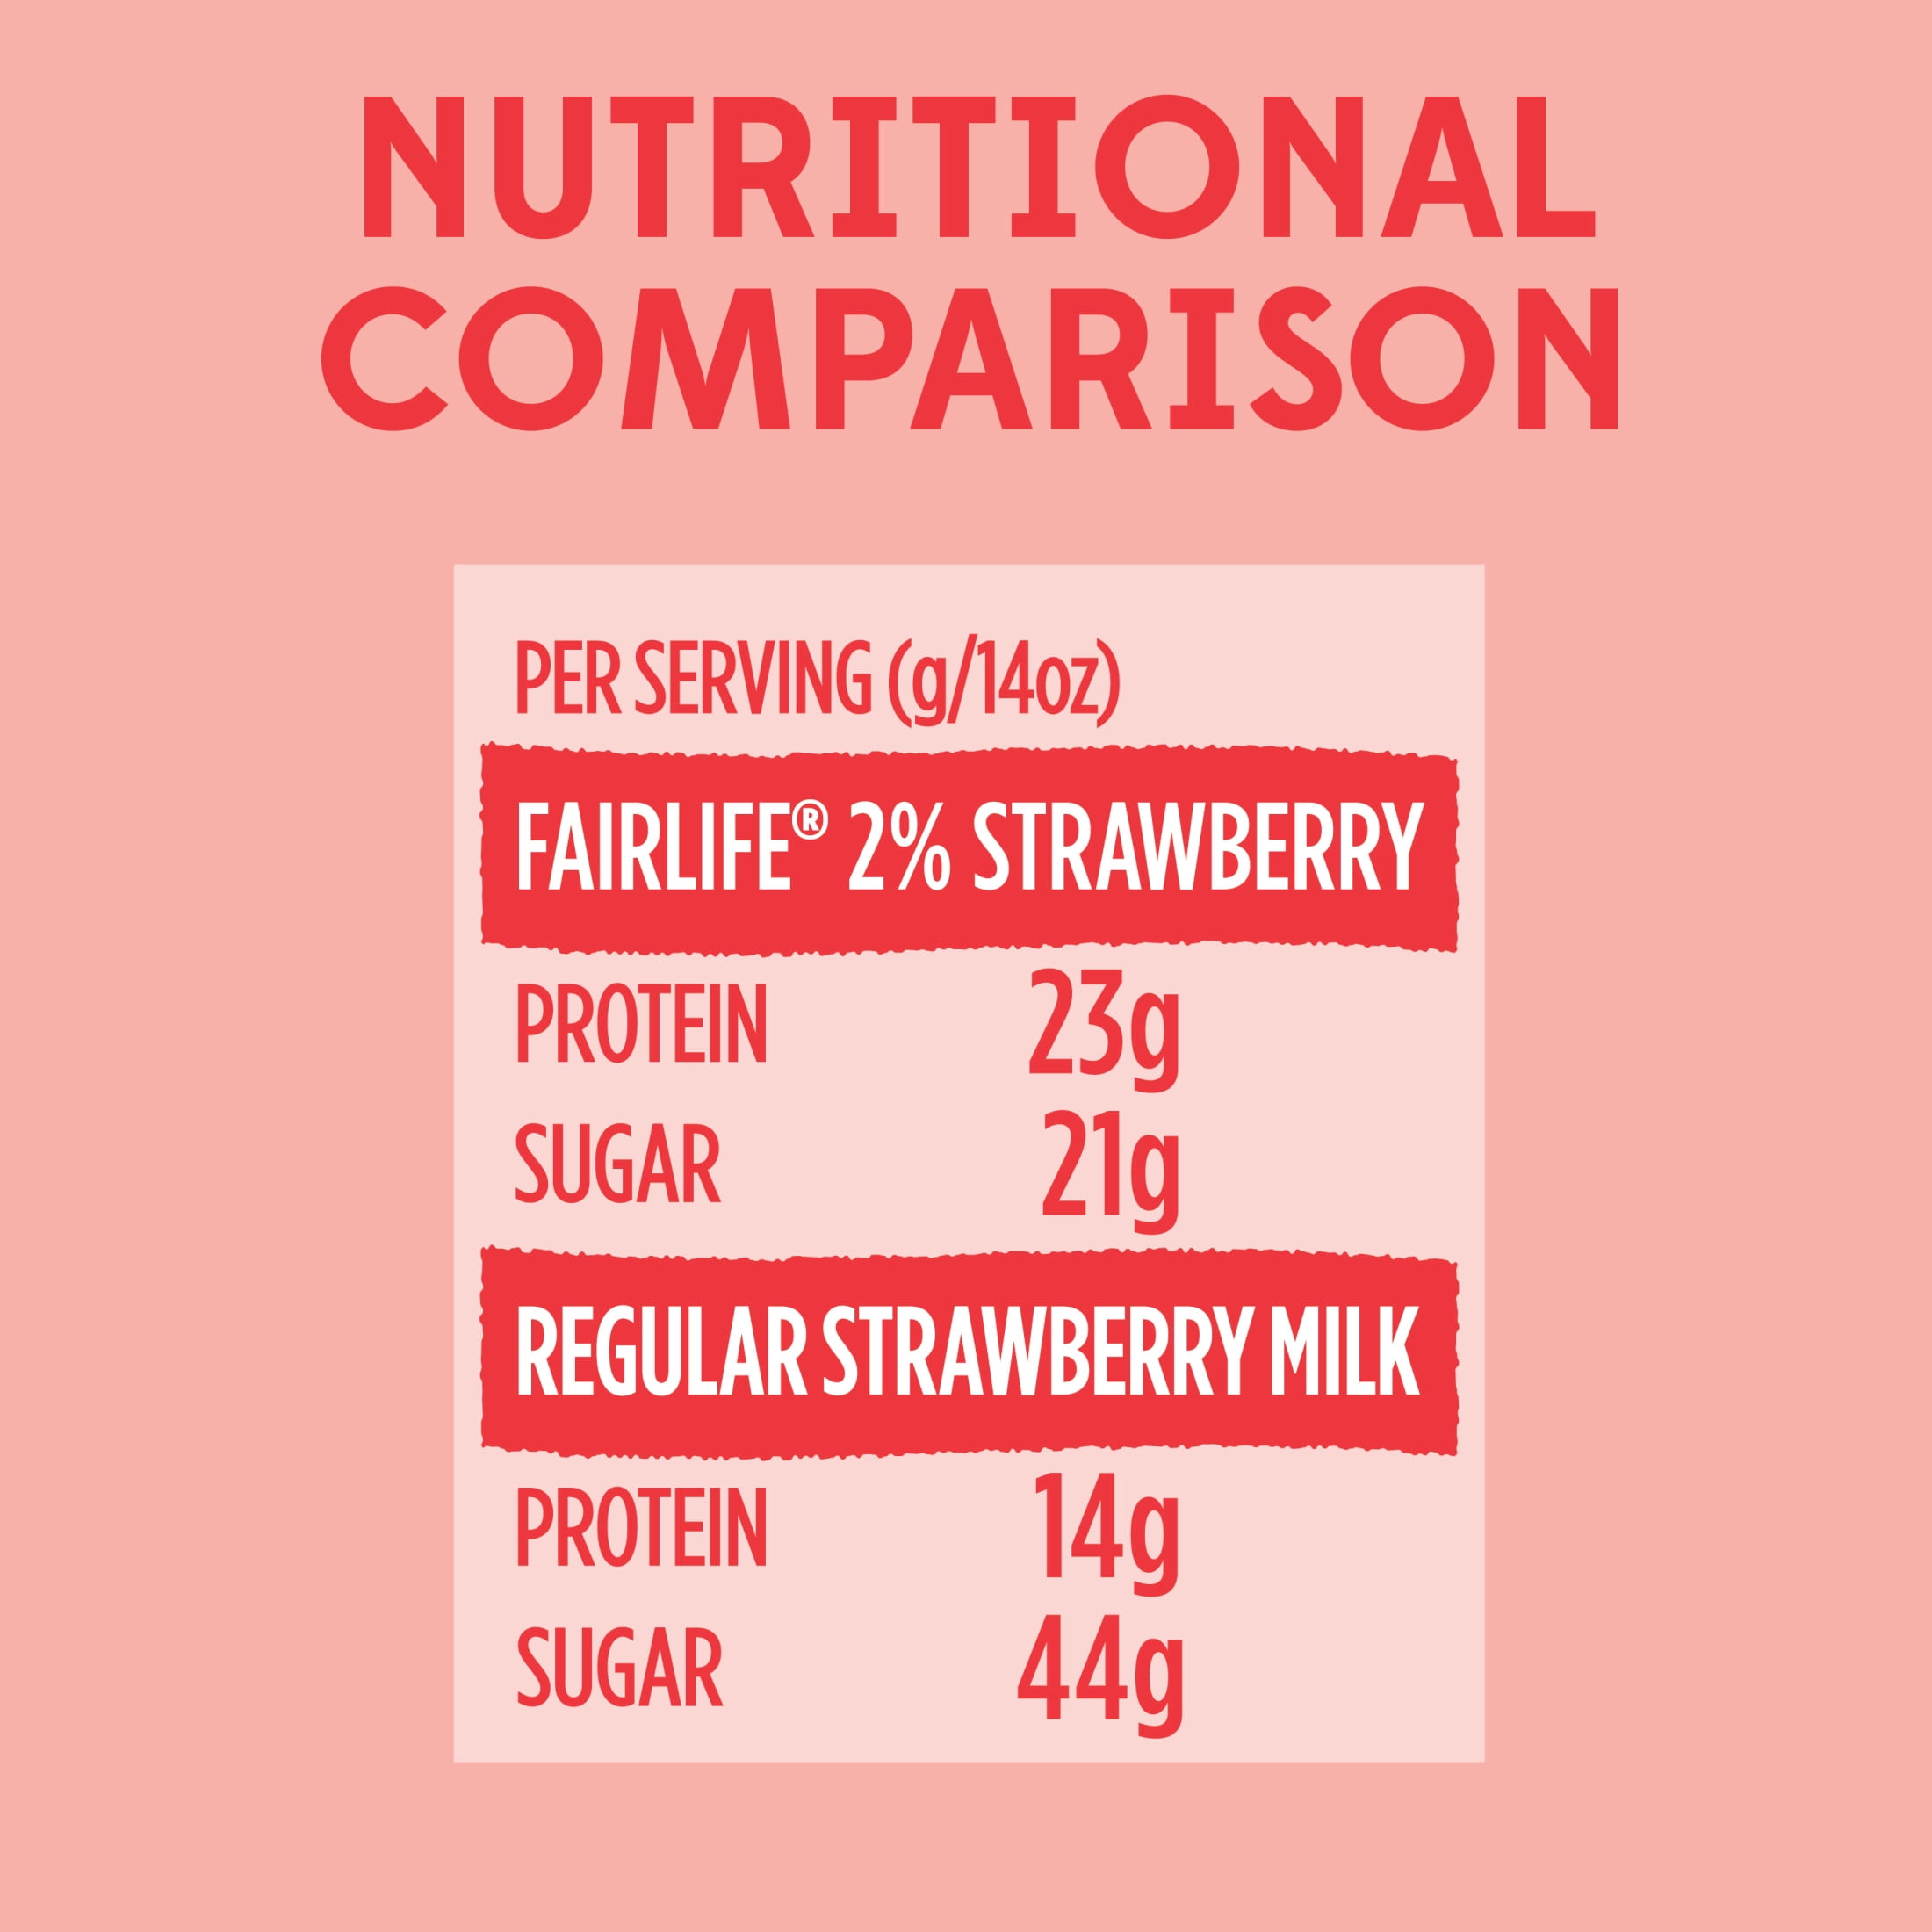 NUTRITIONAL
COMPARISON
PER SERVING (g/14oz)
FAIRLIFE® 2% STRAWBERRY
PROTEIN 23g
SUGAR 21g
REGULAR STRAWBERRY MILK
PROTEIN 14g
SUGAR 44g